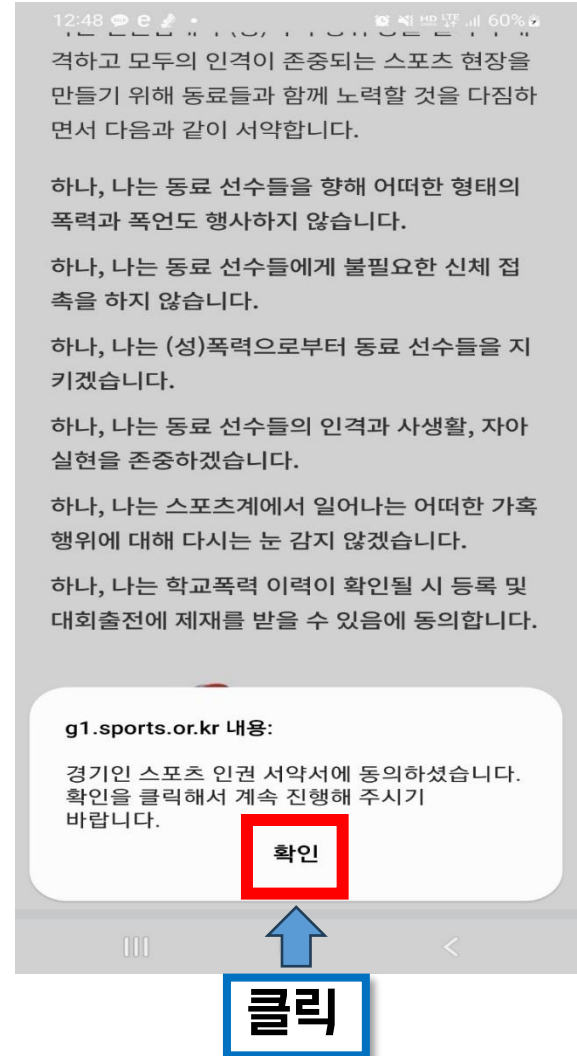 12:48
60%
격하고 모두의 인격이 존중되는 스포츠 현장을
만들기 위해 동료들과 함께 노력할 것을 다짐하
면서 다음과 같이 서약합니다.
하나, 나는 동료 선수들을 향해 어떠한 형태의
폭력과 폭언도 행사하지 않습니다.
하나, 나는 동료 선수들에게 불필요한 신체 접
촉을 하지 않습니다.
하나, 나는 (성)폭력으로부터 동료 선수들을 지
키겠습니다.
하나, 나는 동료 선수들의 인격과 사생활, 자아
실현을 존중하겠습니다.
하나, 나는 스포츠계에서 일어나는 어떠한 가혹
행위에 대해 다시는 눈 감지 않겠습니다.
하나, 나는 학교폭력 이력이 확인될 시 등록 및
대회출전에 제재를 받을 수 있음에 동의합니다.
g1.sports.or.kr 내용:
경기인 스포츠 인권 서약서에 동의하셨습니다.
확인을 클릭해서 계속 진행해 주시기
바랍니다.
확인
클릭